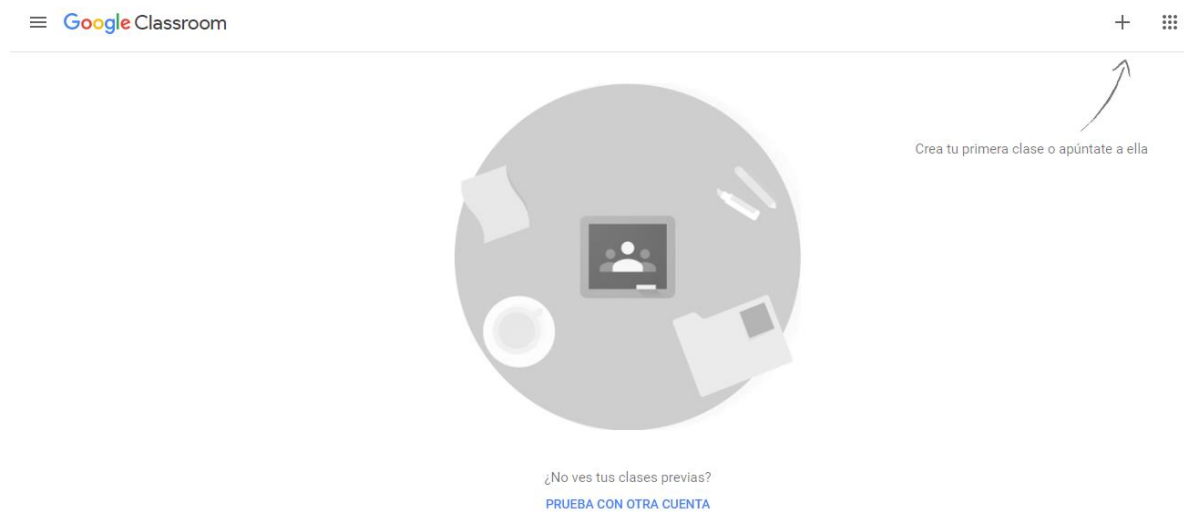 Google Classroom
Crea tu primera clase o apúntate a ella
¿No ves tus clases previas?
PRUEBA CON OTRA CUENTA